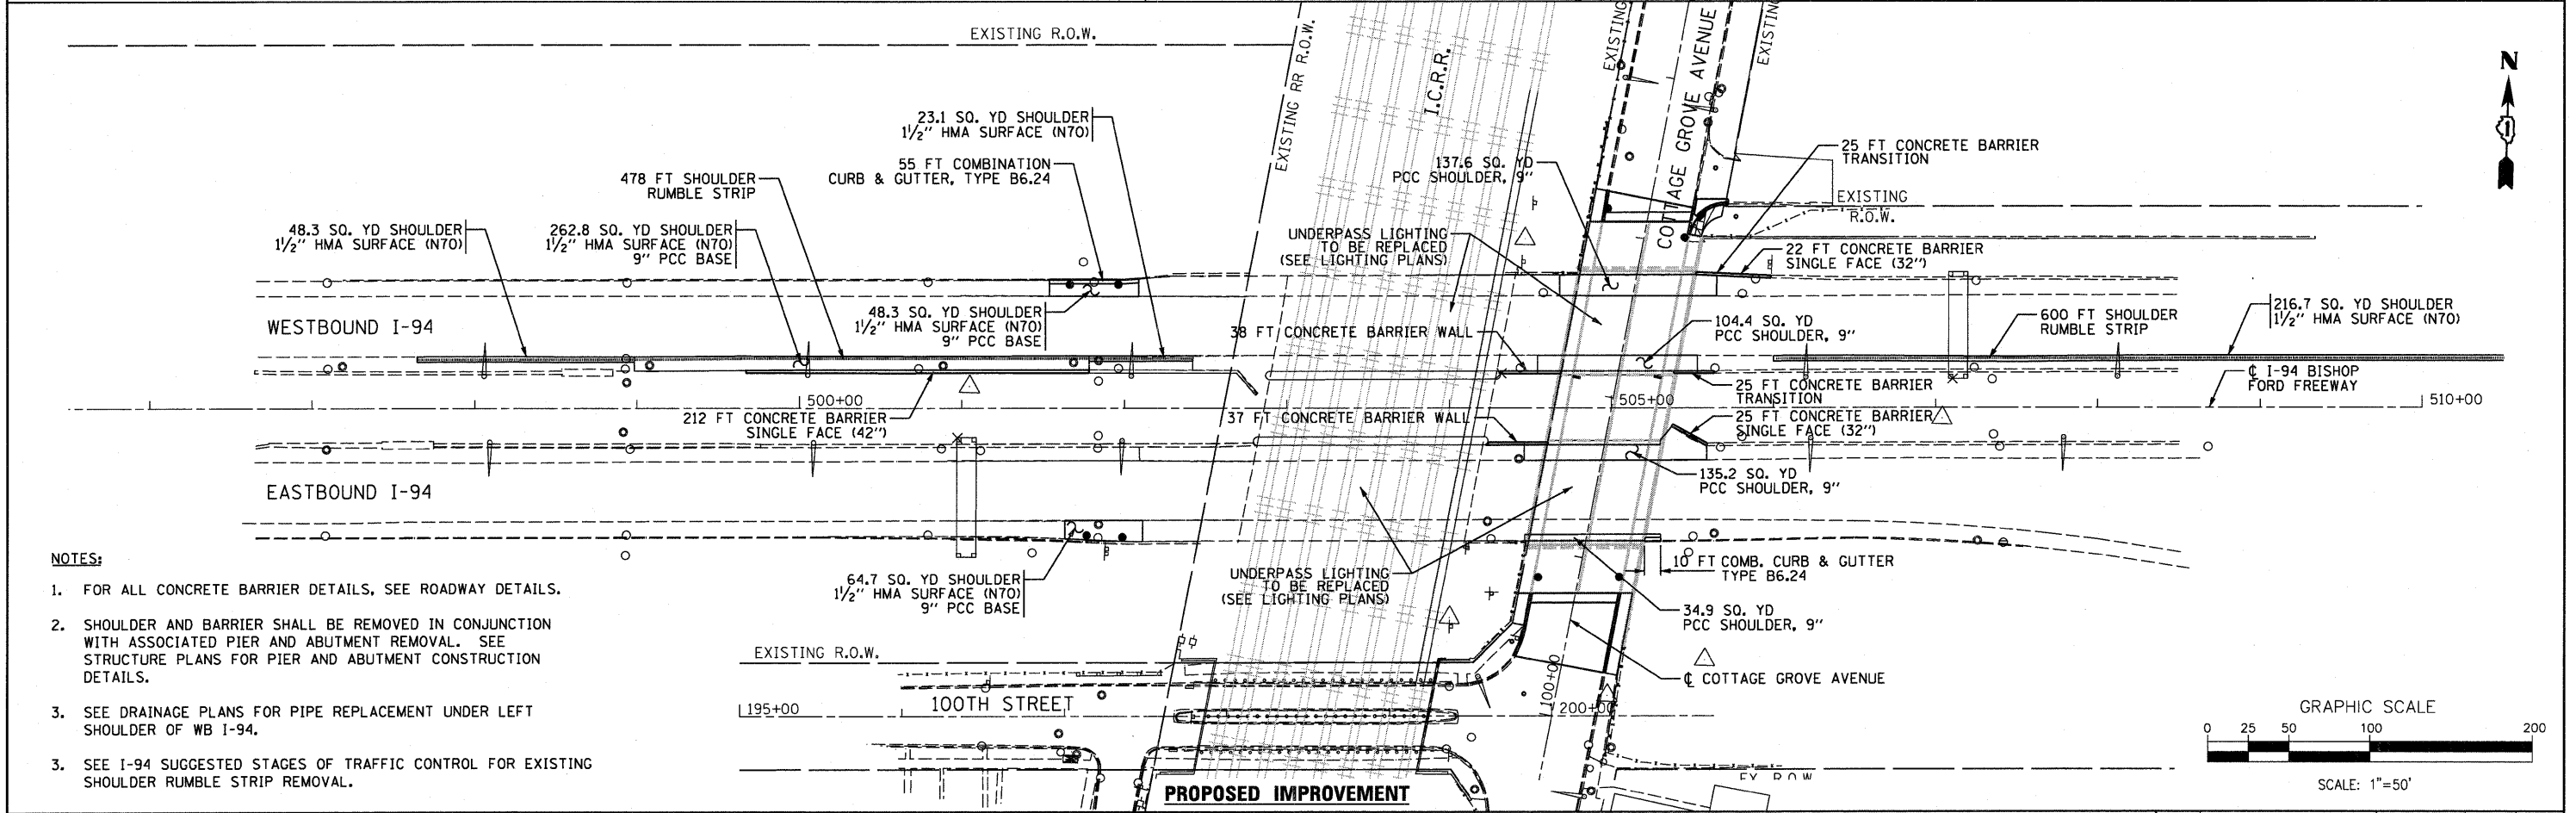 EXISTING R.O.W.
EXISTING RR R.O.W.
I.C.R.R.
EXISTING
COTTAGE GROVE AVENUE
EXISTING
N
23.1 SQ. YD SHOULDER
1½" HMA SURFACE (N70)
55 FT COMBINATION
CURB & GUTTER, TYPE B6.24
478 FT SHOULDER
RUMBLE STRIP
48.3 SQ. YD SHOULDER
1½" HMA SURFACE (N70)
262.8 SQ. YD SHOULDER
1½" HMA SURFACE (N70)
9" PCC BASE
137.6 SQ. YD
PCC SHOULDER, 9"
25 FT CONCRETE BARRIER
TRANSITION
EXISTING
R.O.W.
UNDERPASS LIGHTING
TO BE REPLACED
(SEE LIGHTING PLANS)
22 FT CONCRETE BARRIER
SINGLE FACE (32")
48.3 SQ. YD SHOULDER
1½" HMA SURFACE (N70)
9" PCC BASE
WESTBOUND I-94
38 FT CONCRETE BARRIER WALL
104.4 SQ. YD
PCC SHOULDER, 9"
600 FT SHOULDER
RUMBLE STRIP
216.7 SQ. YD SHOULDER
1½" HMA SURFACE (N70)
25 FT CONCRETE BARRIER
TRANSITION
℄ I-94 BISHOP
FORD FREEWAY
500+00
505+00
510+00
212 FT CONCRETE BARRIER
SINGLE FACE (42")
37 FT CONCRETE BARRIER WALL
25 FT CONCRETE BARRIER
SINGLE FACE (32")
135.2 SQ. YD
PCC SHOULDER, 9"
EASTBOUND I-94
64.7 SQ. YD SHOULDER
1½" HMA SURFACE (N70)
9" PCC BASE
UNDERPASS LIGHTING
TO BE REPLACED
(SEE LIGHTING PLANS)
10 FT COMB. CURB & GUTTER
TYPE B6.24
34.9 SQ. YD
PCC SHOULDER, 9"
℄ COTTAGE GROVE AVENUE
NOTES:
1. FOR ALL CONCRETE BARRIER DETAILS, SEE ROADWAY DETAILS.
2. SHOULDER AND BARRIER SHALL BE REMOVED IN CONJUNCTION
WITH ASSOCIATED PIER AND ABUTMENT REMOVAL. SEE
STRUCTURE PLANS FOR PIER AND ABUTMENT CONSTRUCTION
DETAILS.
3. SEE DRAINAGE PLANS FOR PIPE REPLACEMENT UNDER LEFT
SHOULDER OF WB I-94.
3. SEE I-94 SUGGESTED STAGES OF TRAFFIC CONTROL FOR EXISTING
SHOULDER RUMBLE STRIP REMOVAL.
EXISTING R.O.W.
100TH STREET
195+00
100+00
200+00
EX. R.O.W.
PROPOSED IMPROVEMENT
GRAPHIC SCALE
0 25 50 100 200
SCALE: 1"=50'